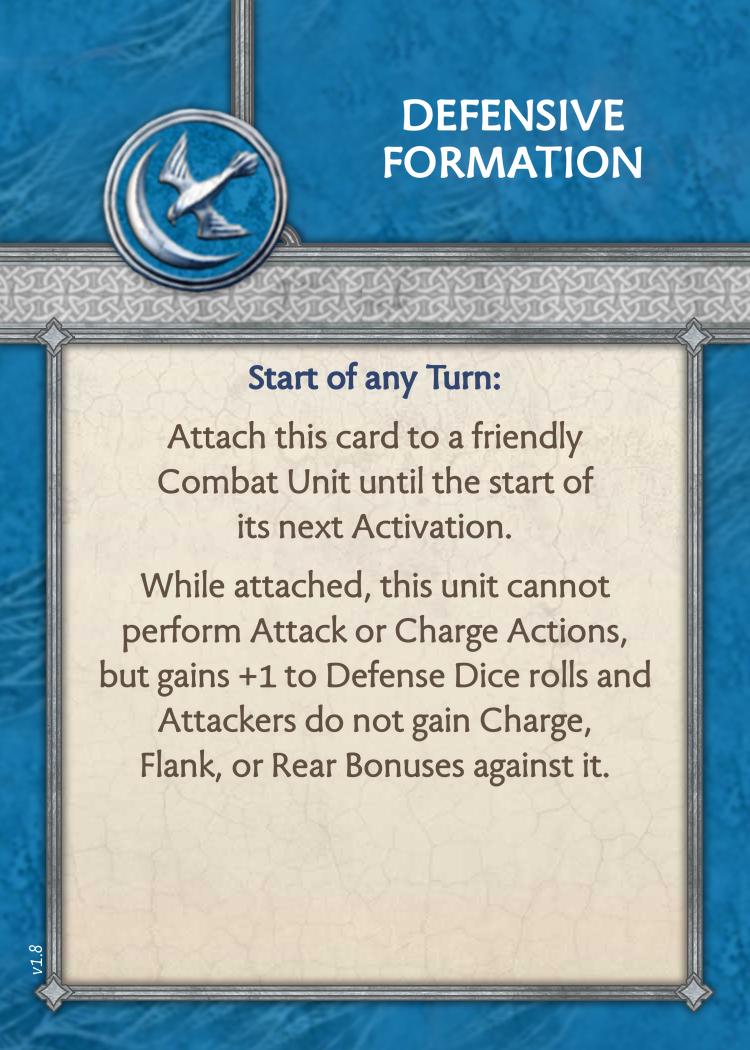 DEFENSIVE
FORMATION
Start of any Turn:
Attach this card to a friendly
Combat Unit until the start of
its next Activation.
While attached, this unit cannot
perform Attack or Charge Actions,
but gains +1 to Defense Dice rolls and
Attackers do not gain Charge,
Flank, or Rear Bonuses against it.
v1.8